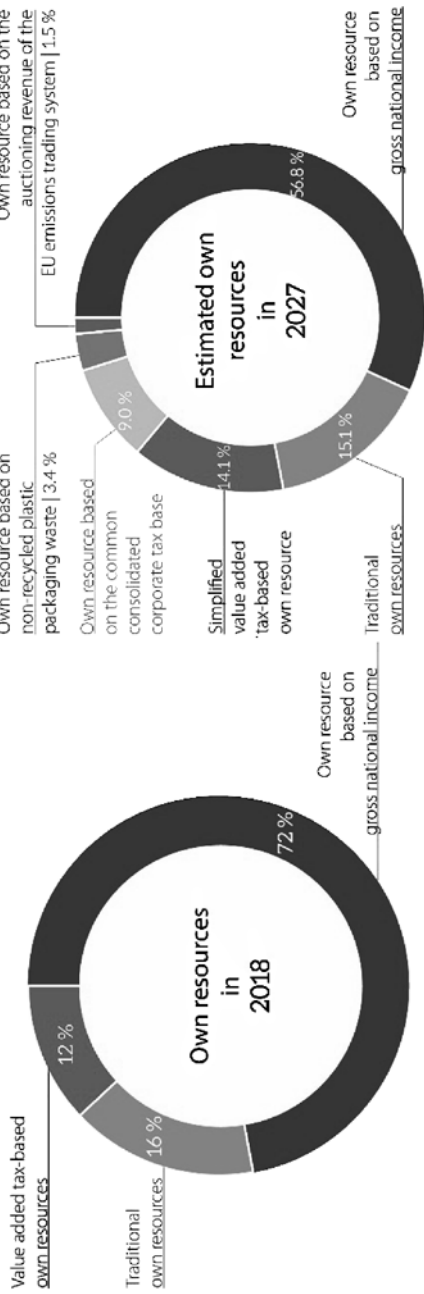 Value added tax-based
own resources
12 %
Traditional
own resources
16 %
Own resources
in
2018
72 %
Own resource
based on
gross national income
Own resource based on
non-recycled plastic
packaging waste | 3.4 %
Own resource based on the
auctioning revenue of the
EU emissions trading system | 1.5 %
Own resource based
on the common
consolidated
corporate tax base
9.0 %
Simplified
value added
tax-based
own resource
14.1 %
Traditional
own resources
15.1 %
Estimated own
resources
in
2027
56.8 %
Own resource
based on
gross national income